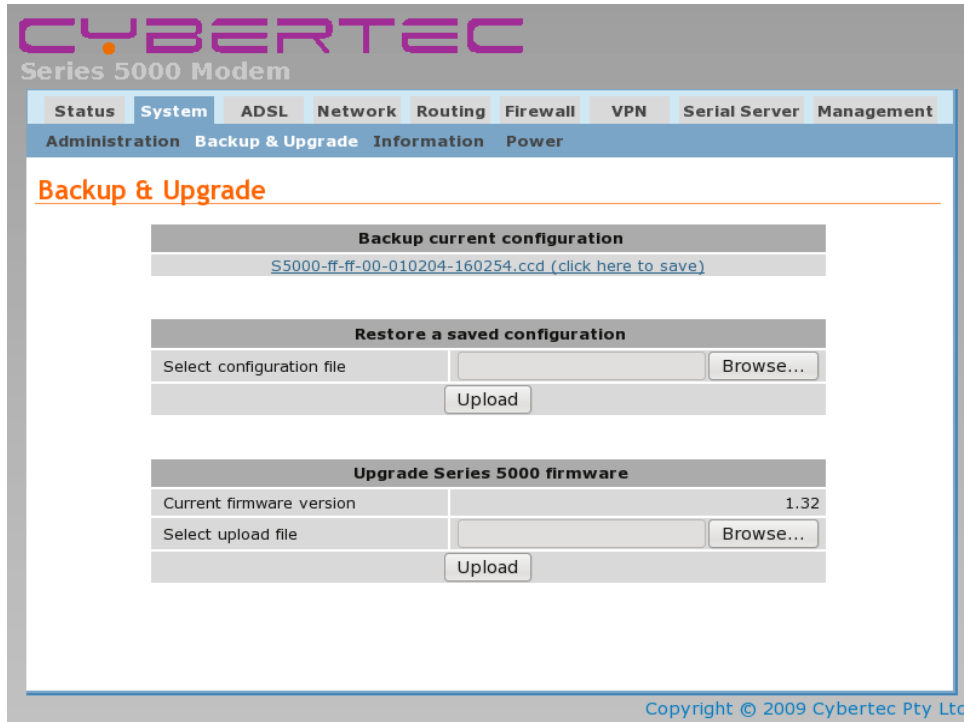 CYBERTEC
Series 5000 Modem
Status System ADSL Network Routing Firewall VPN Serial Server Management
Administration Backup & Upgrade Information Power
Backup & Upgrade
Backup current configuration
S5000-ff-ff-00-010204-160254.ccd (click here to save)
Restore a saved configuration
Select configuration file Browse...
Upload
Upgrade Series 5000 firmware
Current firmware version 1.32
Select upload file Browse...
Upload
Copyright © 2009 Cybertec Pty Ltd